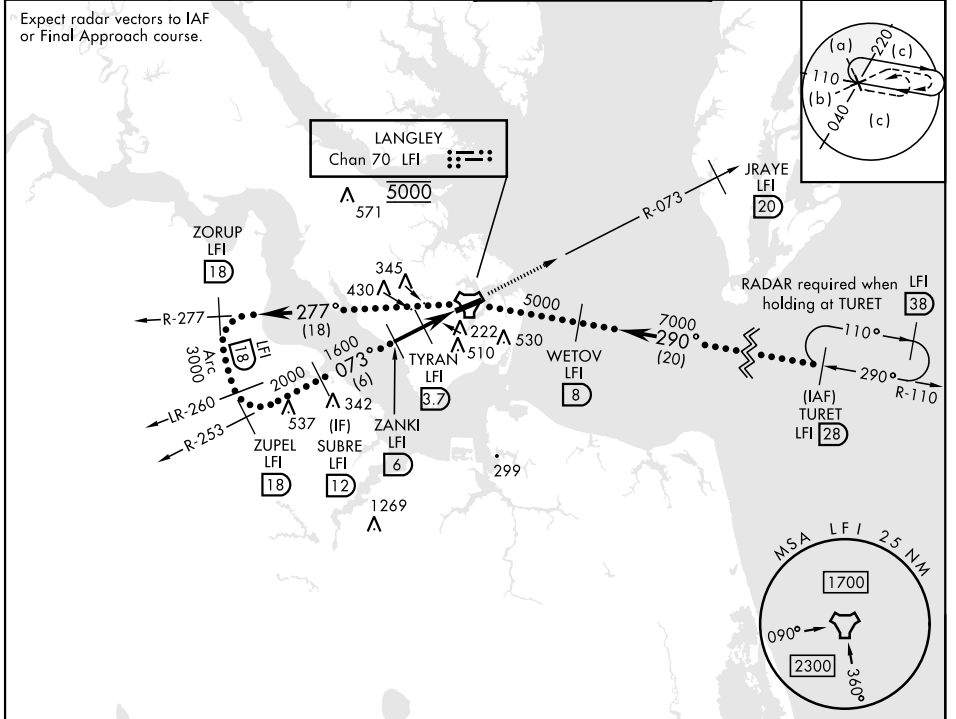 Expect radar vectors to IAF
or Final Approach course.
(a)
220
(c)
110
(b)
040
(c)
LANGLEY
Chan 70 LFI
571
5000
JRAYE
LFI
20
R-073
ZORUP
LFI
18
345
430
RADAR required when
holding at TURET
LFI
38
R-277
277°
(18)
5000
7000
290°
(20)
110°
290°
R-110
Arc
3000
18
LFI
1600
073°
(6)
2000
222
510
530
TYRAN
LFI
3.7
WETOV
LFI
8
(IAF)
TURET
LFI 28
LR-260
R-253
537
342
ZUPEL
LFI
18
(IF)
SUBRE
LFI
12
ZANKI
LFI
6
299
1269
MSA LFI 25 NM
1700
090°
2300
360°